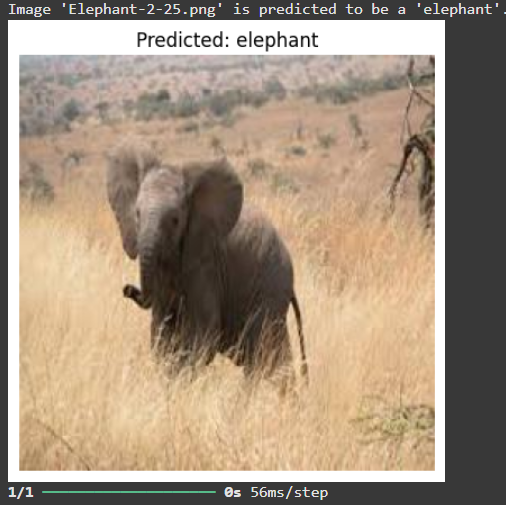 Image 'Elephant-2-25.png' is predicted to be a 'elephant'.
Predicted: elephant
1/1 ━━━━━━━━━━━━━━━━━━━━ 0s 56ms/step